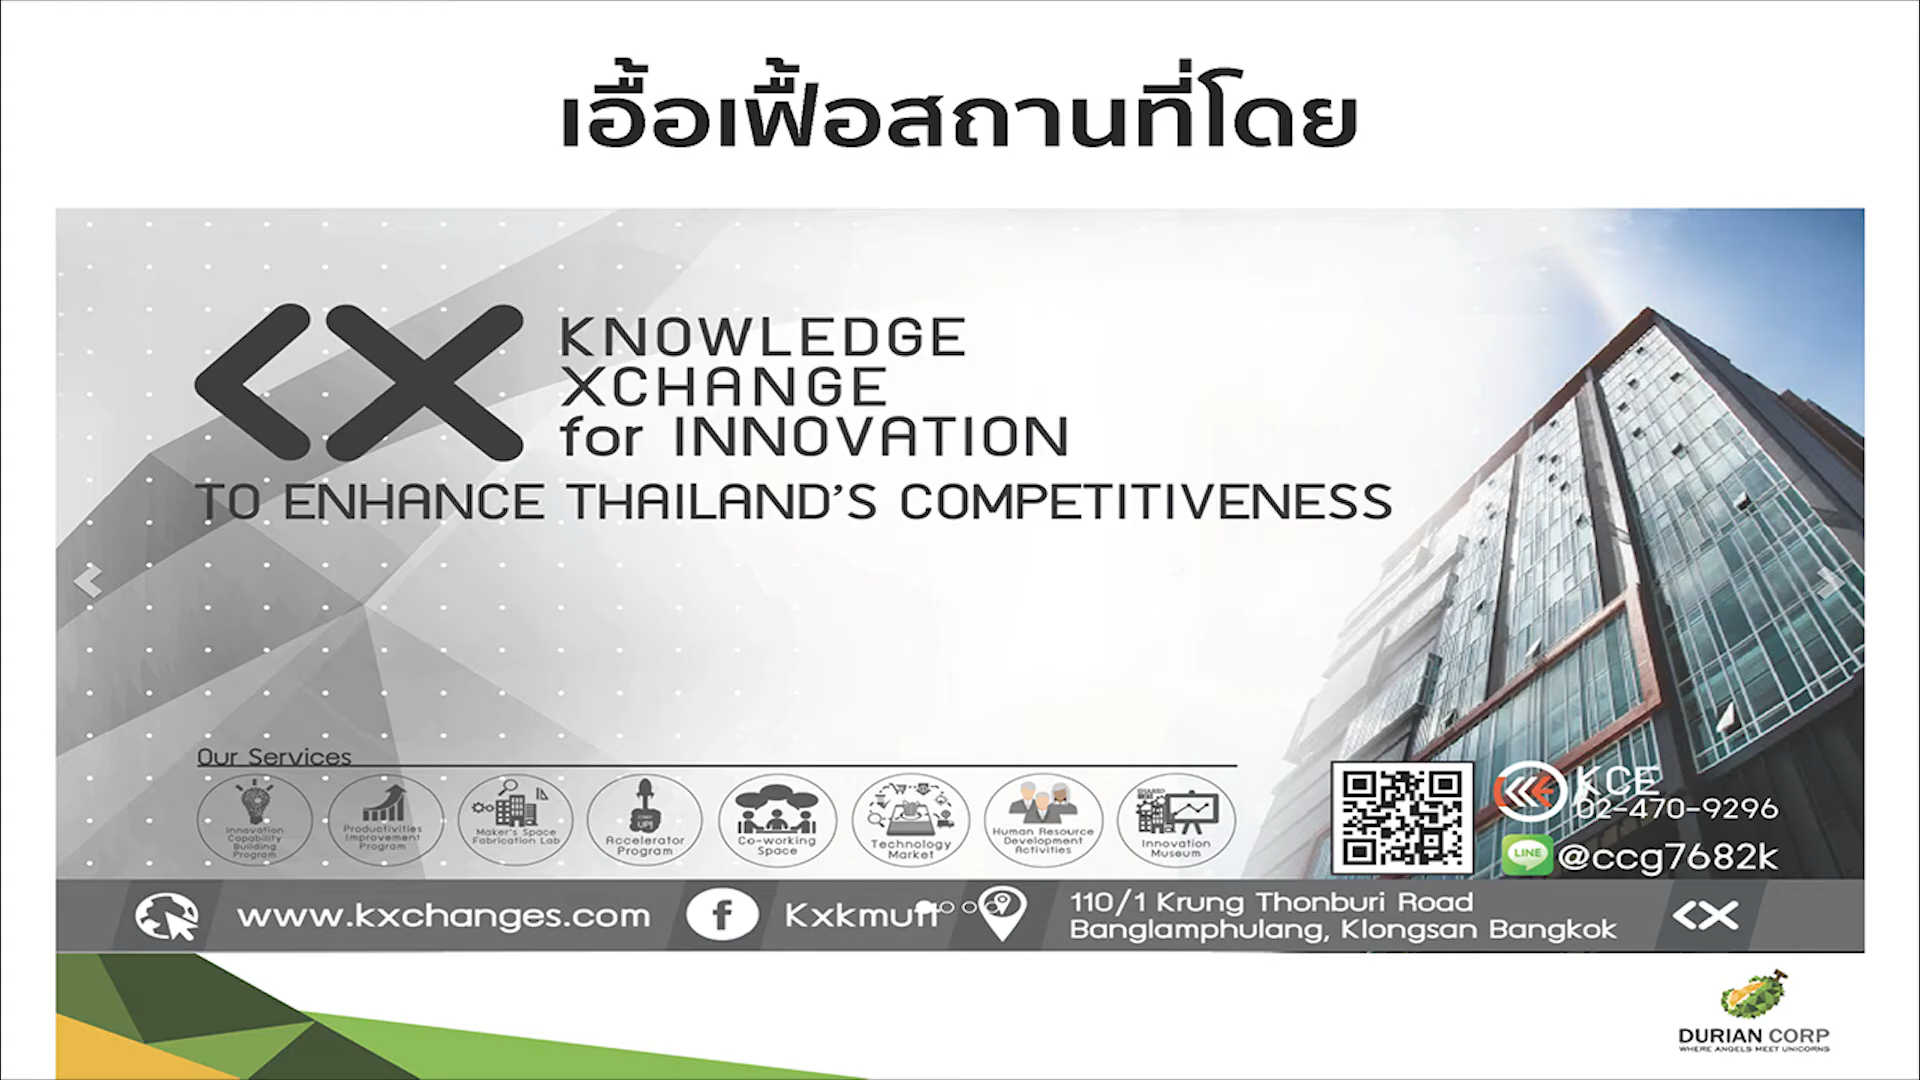 เอื้อเฟื้อสถานที่โดย
KNOWLEDGE
XCHANGE
for INNOVATION
TO ENHANCE THAILAND'S COMPETITIVENESS
Our Services
Innovation
Capability
Building
Program
Productivities
Improvement
Program
Maker's Space
Fabrication Lab
START
UP!
Accelerator
Program
Co-working
Space
Technology
Market
Human Resource
Development
Activities
Innovation
Museum
KCE
02-470-9296
LINE
@ccg7682k
www.kxchanges.com
f
Kxkmutt
110/1 Krung Thonburi Road
Banglamphulang, Klongsan Bangkok
DURIAN CORP
WHERE ANGELS MEET UNICORNS